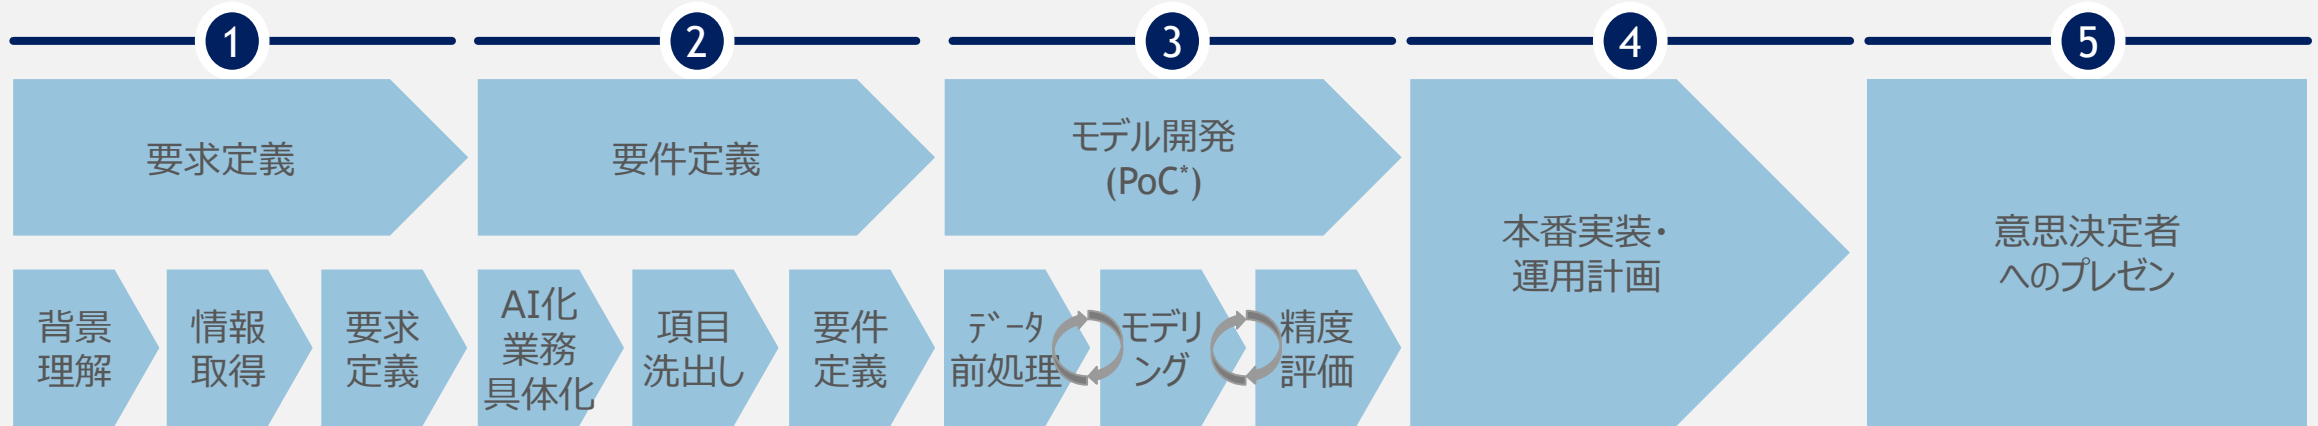 1
2
3
4
5
要求定義
要件定義
モデル開発
(PoC*)
本番実装・
運用計画
意思決定者
へのプレゼン
背景
理解
情報
取得
要求
定義
AI化
業務
具体化
項目
洗出し
要件
定義
ﾃﾞｰﾀ
前処理
モデリ
ング
精度
評価